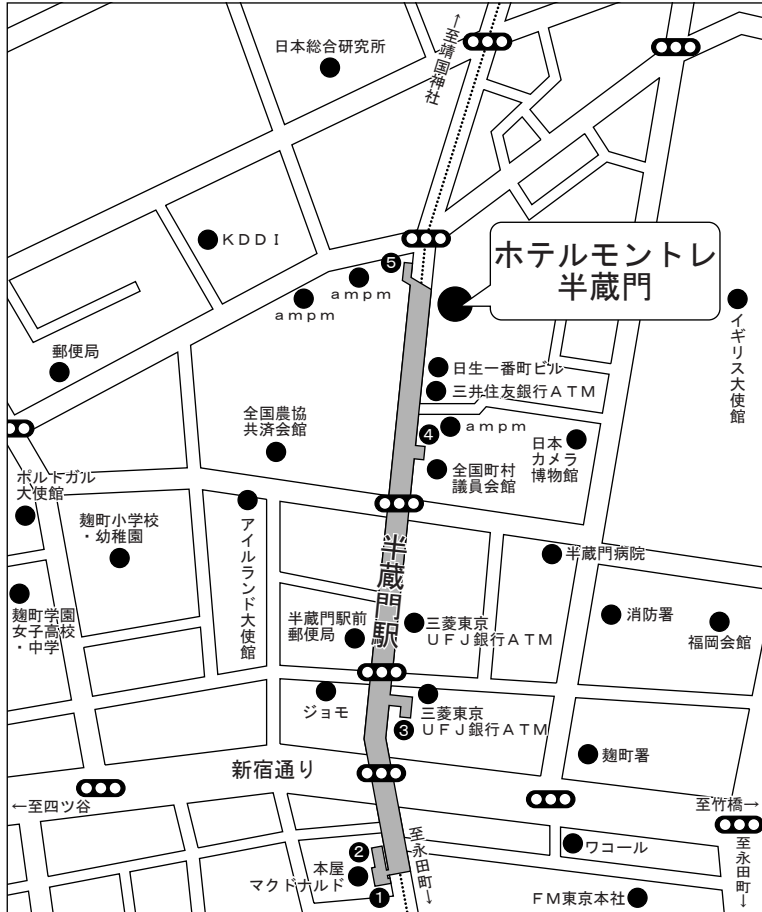 日本総合研究所
←至靖国神社
KDDI
5
ampm
ampm
ホテルモントレ
半蔵門
イギリス大使館
郵便局
日生一番町ビル
三井住友銀行ATM
全国農協
共済会館
4
ampm
日本
カメラ
博物館
全国町村
議員会館
ポルトガル
大使館
麹町小学校
・幼稚園
アイルランド大使館
半蔵門駅
半蔵門病院
麹町学園
女子高校
・中学
半蔵門駅前
郵便局
三菱東京
UFJ銀行ATM
消防署
福岡会館
ジョモ
三菱東京
UFJ銀行ATM
3
麹町署
新宿通り
←至四ツ谷
至竹橋→
2
本屋
マクドナルド
1
至永田町→
ワコール
至永田町→
FM東京本社